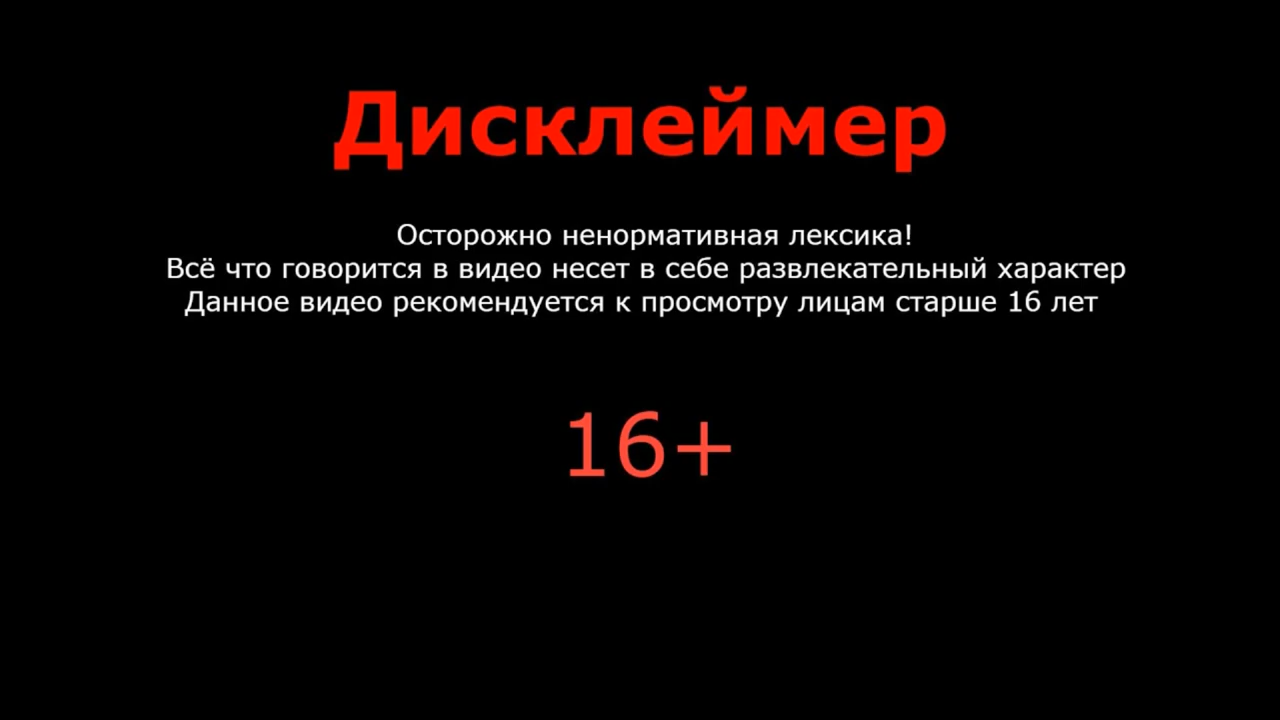 Дисклеймер
Осторожно ненормативная лексика!
Всё что говорится в видео несет в себе развлекательный характер
Данное видео рекомендуется к просмотру лицам старше 16 лет
16+